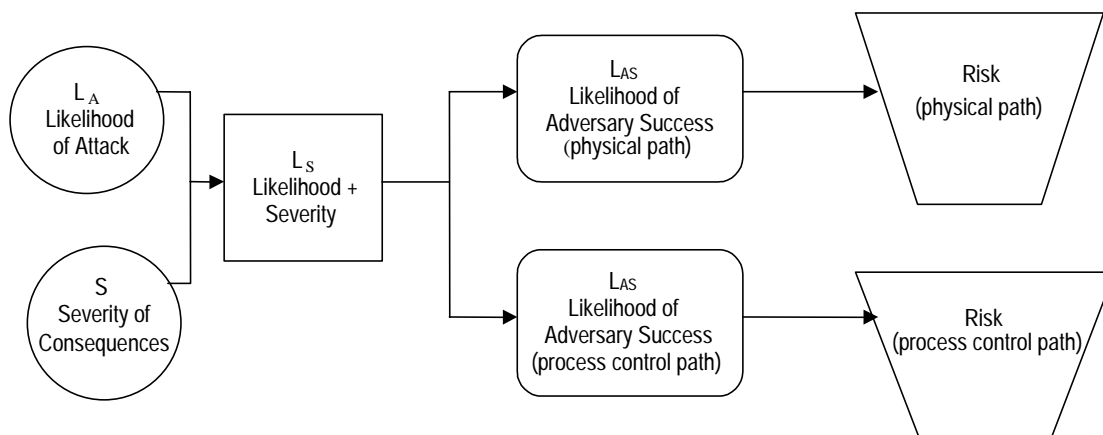 L A
Likelihood
of Attack
S
Severity of
Consequences
L S
Likelihood +
Severity
LAS
Likelihood of
Adversary Success
(physical path)
Risk
(physical path)
LAS
Likelihood of
Adversary Success
(process control path)
Risk
(process control path)